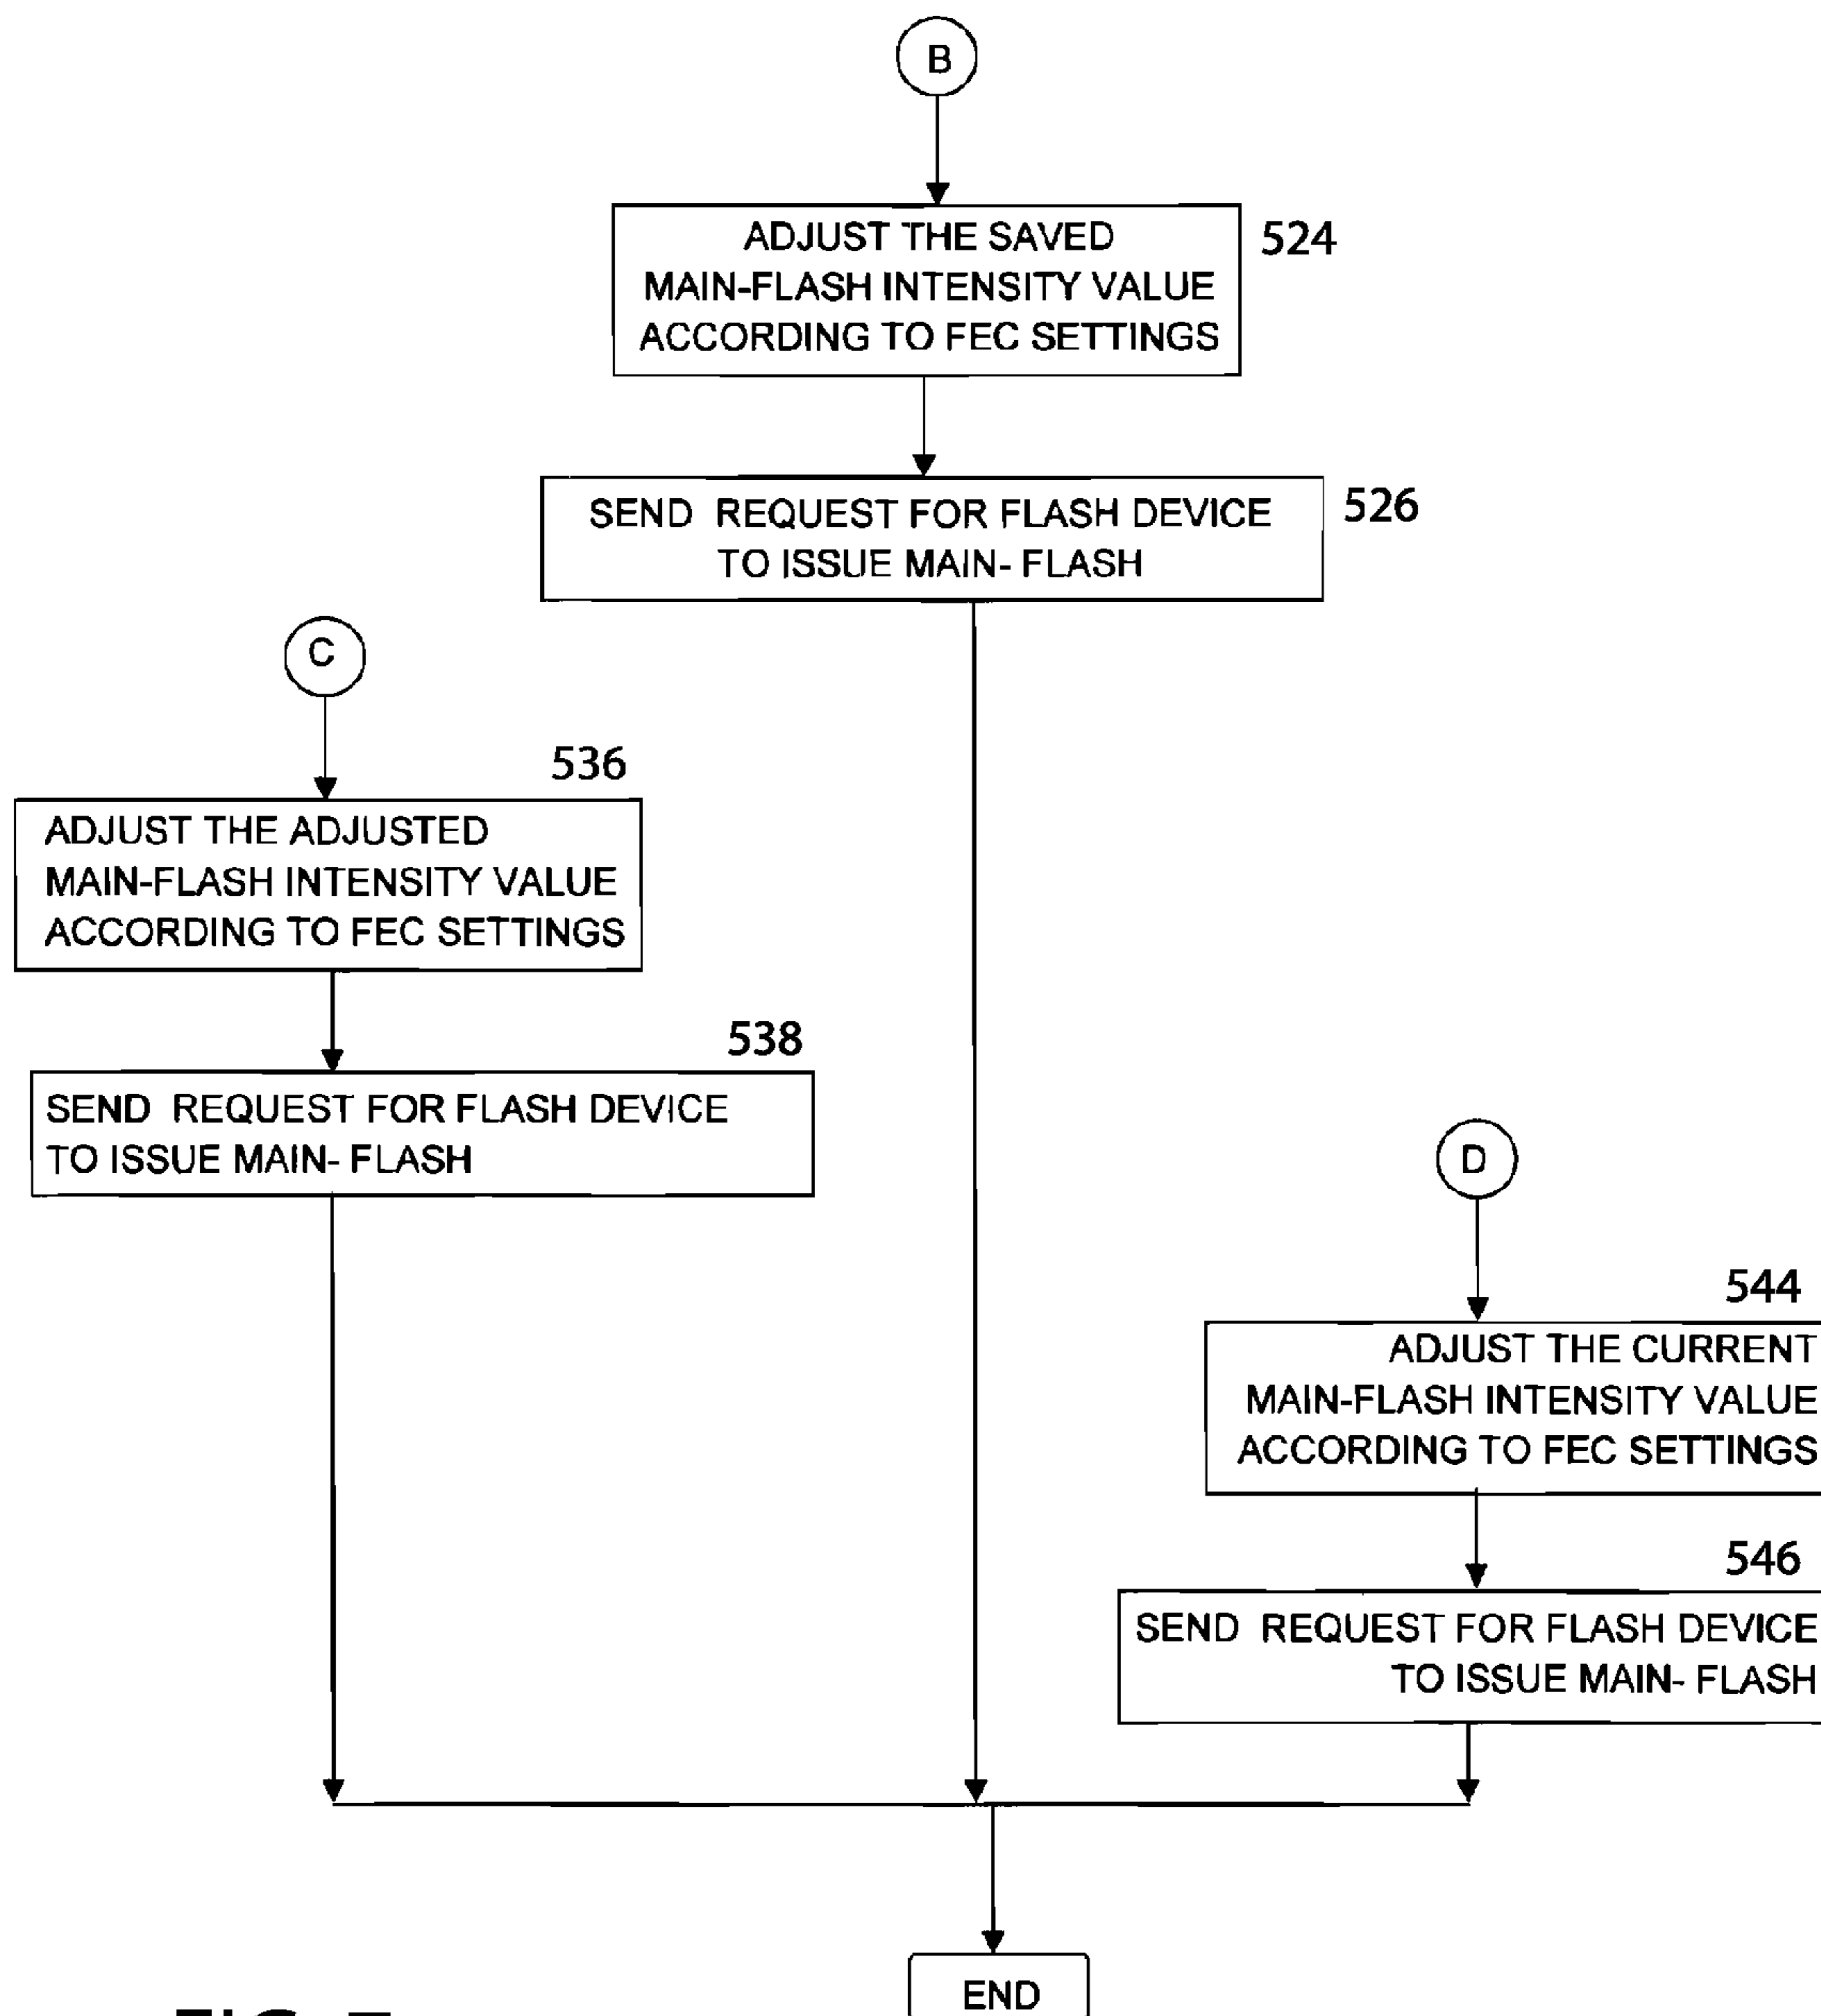 B
ADJUST THE SAVED
MAIN-FLASH INTENSITY VALUE
ACCORDING TO FEC SETTINGS
524
SEND REQUEST FOR FLASH DEVICE
TO ISSUE MAIN- FLASH
526
C
536
ADJUST THE ADJUSTED
MAIN-FLASH INTENSITY VALUE
ACCORDING TO FEC SETTINGS
538
SEND REQUEST FOR FLASH DEVICE
TO ISSUE MAIN- FLASH
D
544
ADJUST THE CURRENT
MAIN-FLASH INTENSITY VALUE
ACCORDING TO FEC SETTINGS
546
SEND REQUEST FOR FLASH DEVICE
TO ISSUE MAIN- FLASH
END